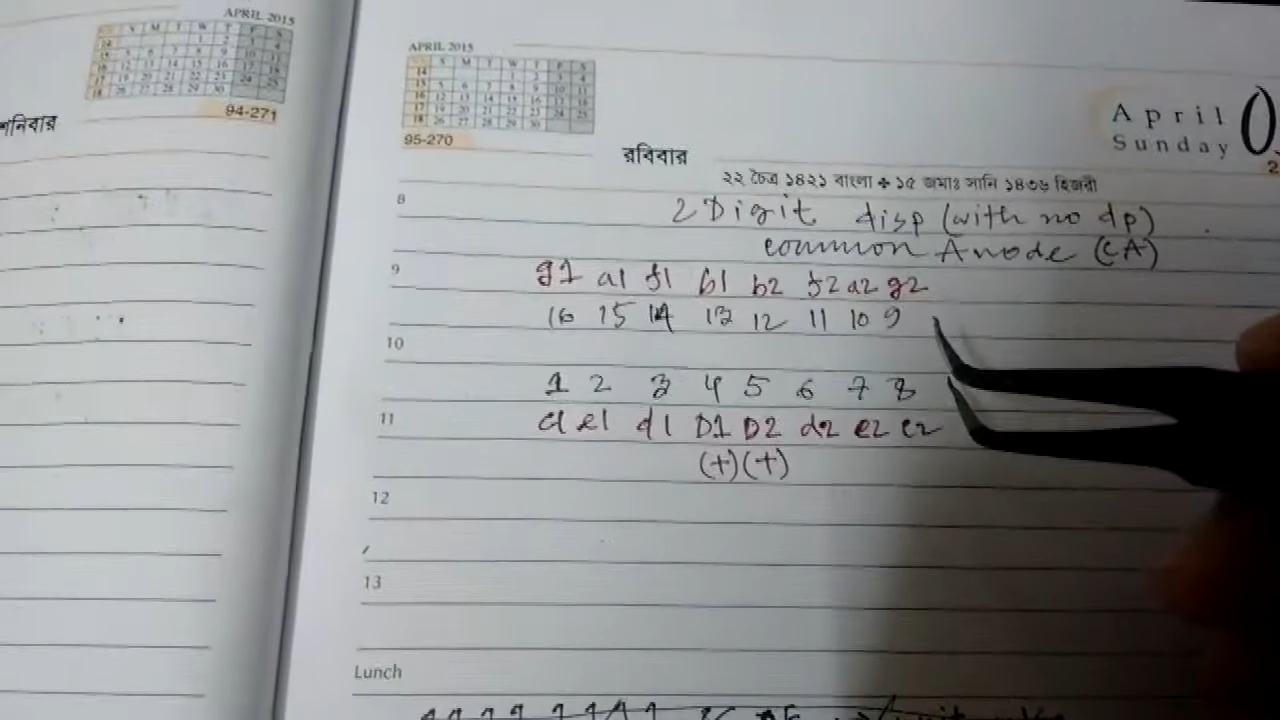 APRIL 2015
94-271
শনিবার
APRIL 2015
S M T W T F S
95-270
April
Sunday
রবিবার
২২ চৈত্র ১৪২১ বাংলা ১৫ জমাঃ সানি ১৪৩৬ হিজরী
8
2 Digit disp (with no dp)
common Anode (CA)
9
g1 a1 f1 b1 b2 f2 a2 g2
16 15 14 13 12 11 10 9
10
1 2 3 4 5 6 7 8
11
c1 e1 d1 D1 D2 d2 e2 c2
(+)(+)
12
13
Lunch